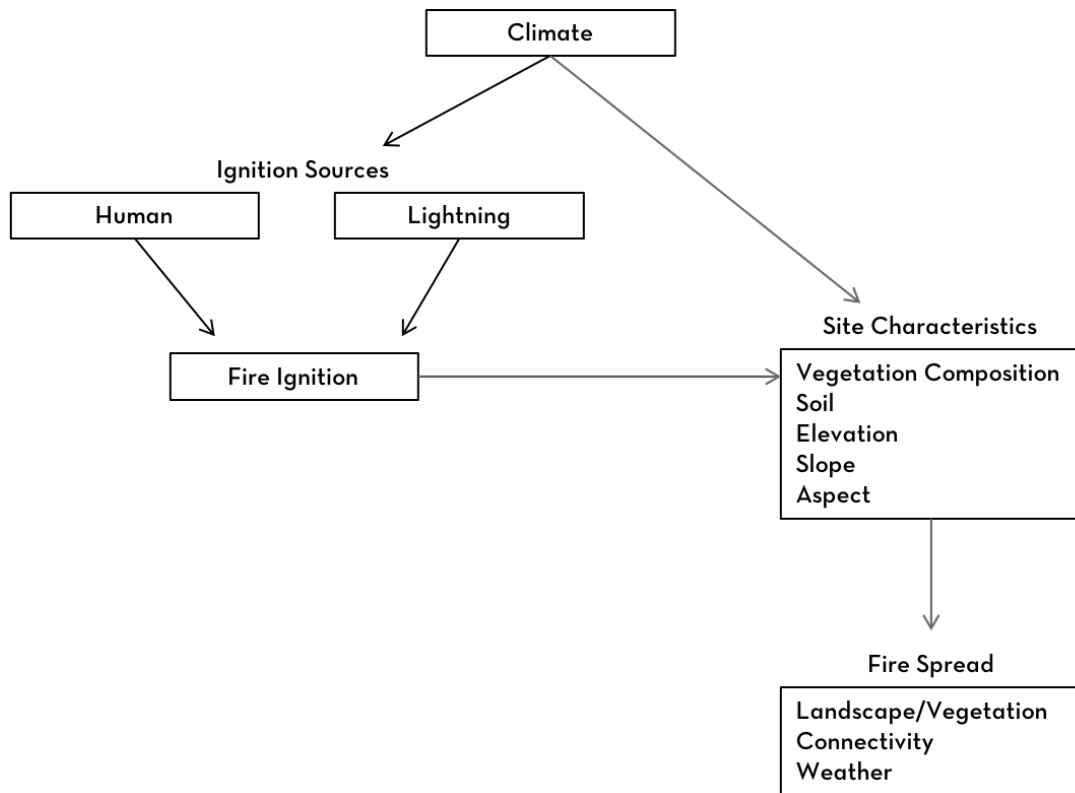 Climate
Ignition Sources
Human
Lightning
Fire Ignition
Site Characteristics
Vegetation Composition
Soil
Elevation
Slope
Aspect
Fire Spread
Landscape/Vegetation
Connectivity
Weather